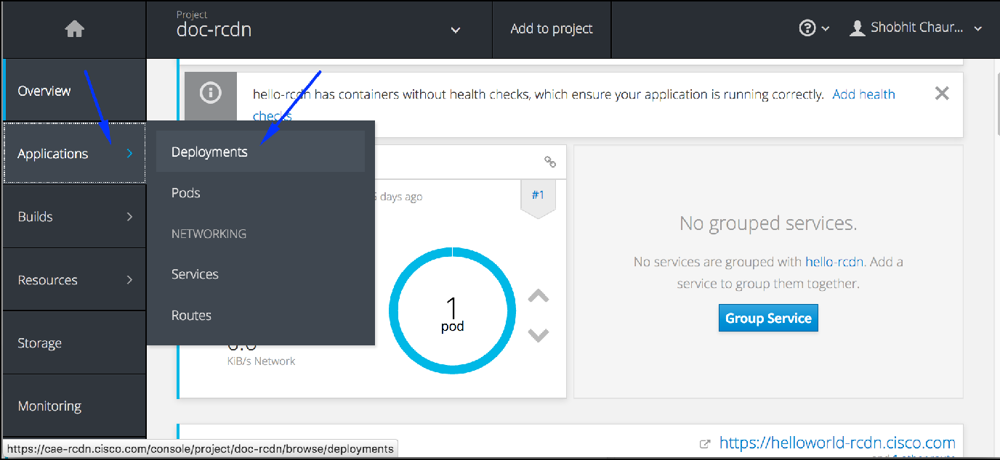 Project
doc-rcdn
Add to project
Shobhit Chaur...
Overview
Applications
Builds
Resources
Storage
Monitoring
Deployments
Pods
NETWORKING
Services
Routes
hello-rcdn has containers without health checks, which ensure your application is running correctly. Add health
checks
days ago
#1
1
pod
KiB/s Network
No grouped services.
No services are grouped with hello-rcdn. Add a
service to group them together.
Group Service
https://helloworld-rcdn.cisco.com
https://cae-rcdn.cisco.com/console/project/doc-rcdn/browse/deployments